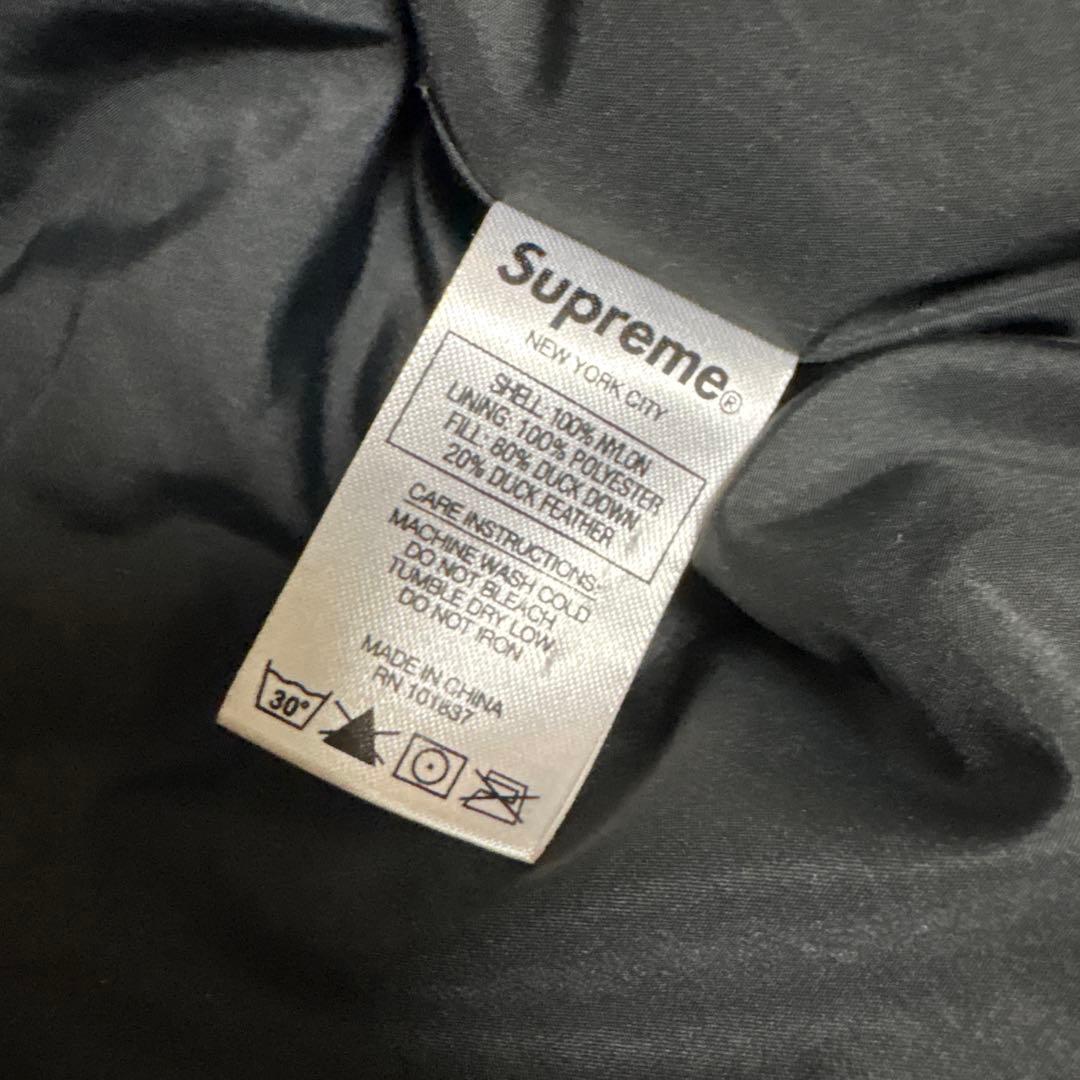 Supreme®
NEW YORK CITY
SHELL 100% NYLON
LINING: 100% POLYESTER
FILL: 80% DUCK DOWN
20% DUCK FEATHER
CARE INSTRUCTIONS:
MACHINE WASH COLD
DO NOT BLEACH
TUMBLE DRY LOW
DO NOT IRON
MADE IN CHINA
RN 101837
30°